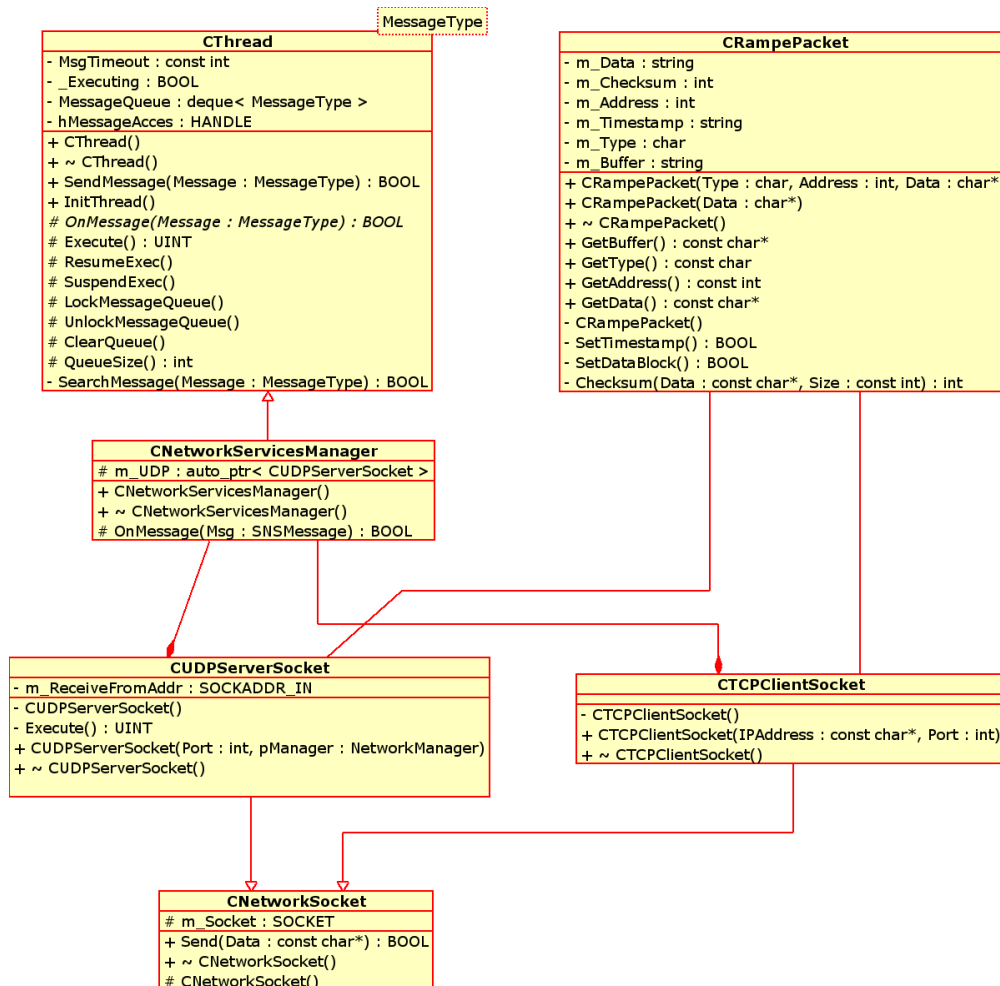 MessageType
CThread
- MsgTimeout : const int
- _Executing : BOOL
- MessageQueue : deque< MessageType >
- hMessageAcces : HANDLE
+ CThread()
+ ~ CThread()
+ SendMessage(Message : MessageType) : BOOL
+ InitThread()
# OnMessage(Message : MessageType) : BOOL
# Execute() : UINT
# ResumeExec()
# SuspendExec()
# LockMessageQueue()
# UnlockMessageQueue()
# ClearQueue()
# QueueSize() : int
- SearchMessage(Message : MessageType) : BOOL
CRampePacket
- m_Data : string
- m_Checksum : int
- m_Address : int
- m_Timestamp : string
- m_Type : char
- m_Buffer : string
+ CRampePacket(Type : char, Address : int, Data : char*
+ CRampePacket(Data : char*)
+ ~ CRampePacket()
+ GetBuffer() : const char*
+ GetType() : const char
+ GetAddress() : const int
+ GetData() : const char*
- CRampePacket()
- SetTimestamp() : BOOL
- SetDataBlock() : BOOL
- Checksum(Data : const char*, Size : const int) : int
CNetworkServicesManager
# m_UDP : auto_ptr< CUDPServerSocket >
+ CNetworkServicesManager()
+ ~ CNetworkServicesManager()
# OnMessage(Msg : SNSMessage) : BOOL
CUDPServerSocket
- m_ReceiveFromAddr : SOCKADDR_IN
- CUDPServerSocket()
- Execute() : UINT
+ CUDPServerSocket(Port : int, pManager : NetworkManager)
+ ~ CUDPServerSocket()
CTCPClientSocket
- CTCPClientSocket()
+ CTCPClientSocket(IPAddress : const char*, Port : int)
+ ~ CTCPClientSocket()
CNetworkSocket
# m_Socket : SOCKET
+ Send(Data : const char*) : BOOL
+ ~ CNetworkSocket()
# CNetworkSocket()